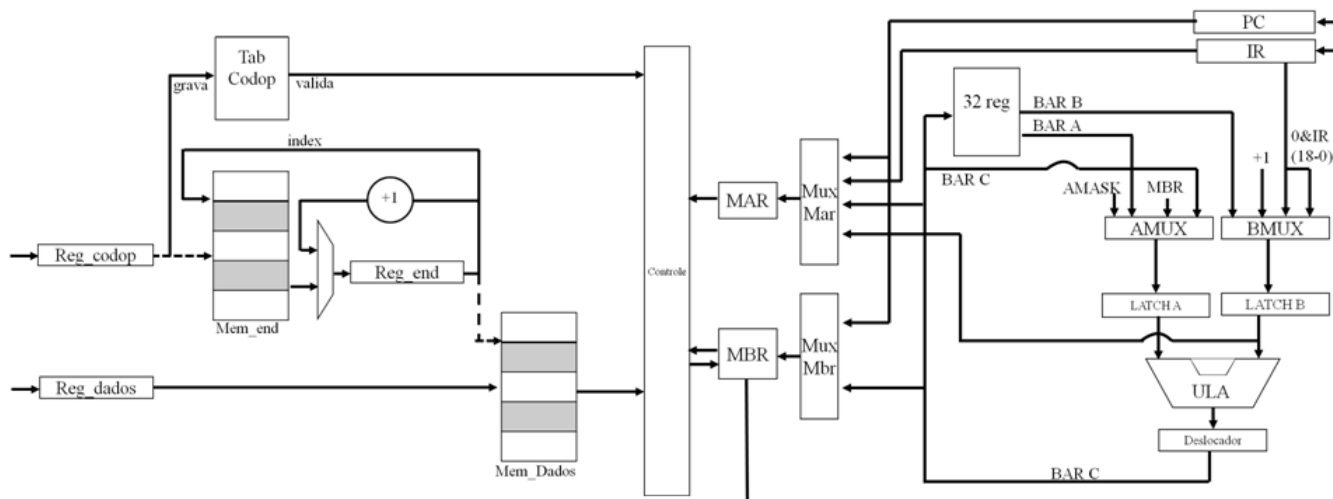 Tab
Codop
grava
valida
index
+1
Reg_codop
Reg_end
Mem_end
Reg_dados
Mem_Dados
Controle
MAR
MBR
Mux
Mar
Mux
Mbr
PC
IR
32 reg
BAR B
BAR A
BAR C
0&IR
(18-0)
+1
AMASK
MBR
AMUX
BMUX
LATCH A
LATCH B
ULA
Deslocador
BAR C